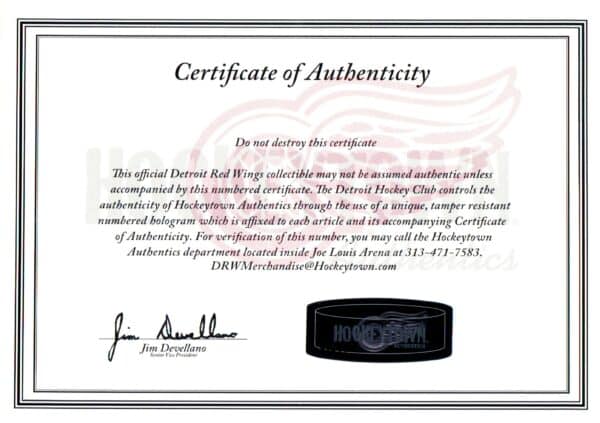 Certificate of Authenticity
Do not destroy this certificate
This official Detroit Red Wings collectible may not be assumed authentic unless
accompanied by this numbered certificate. The Detroit Hockey Club controls the
authenticity of Hockeytown Authentics through the use of a unique, tamper resistant
numbered hologram which is affixed to each article and its accompanying Certificate
of Authenticity. For verification of this number, you may call the Hockeytown
Authentics department located inside Joe Louis Arena at 313-471-7583.
DRWMerchandise@Hockeytown.com
HOCKEYTOWN
Authentics
Jim Devellano
Jim Devellano
Senior Vice President
HOCKEYTOWN
AUTHENTICS